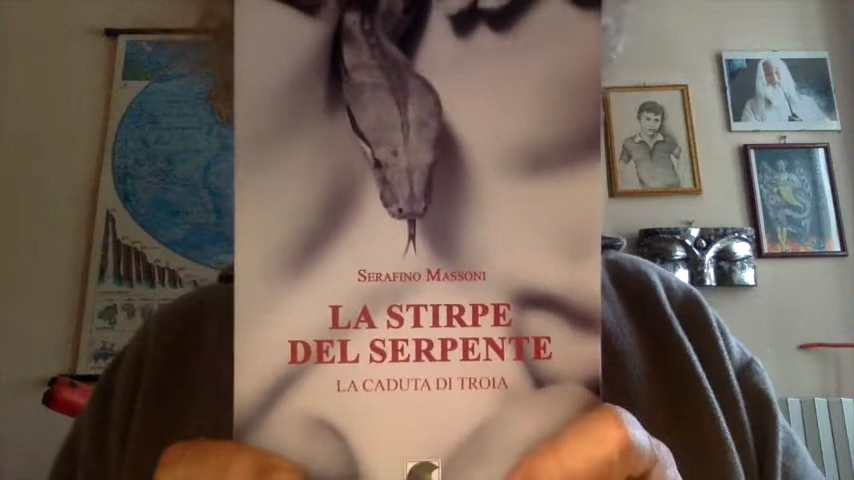 SERAFINO MASSONI
LA STIRPE
DEL SERPENTE
LA CADUTA DI TROIA